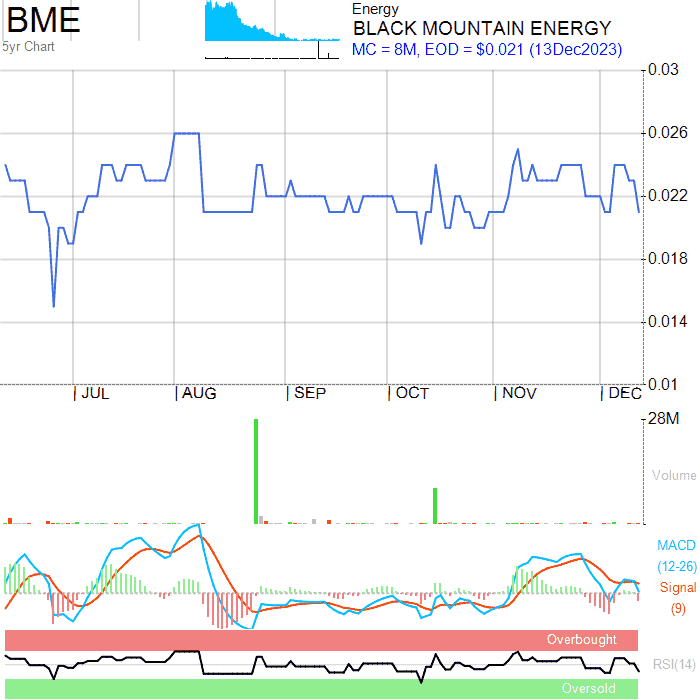 BME
5yr Chart
Energy
BLACK MOUNTAIN ENERGY
MC = 8M, EOD = $0.021 (13Dec2023)
0.03
0.026
0.022
0.018
0.014
0.01
JUL AUG SEP OCT NOV DEC
28M
Volume
MACD
(12-26)
Signal
(9)
Overbought
RSI(14)
Oversold